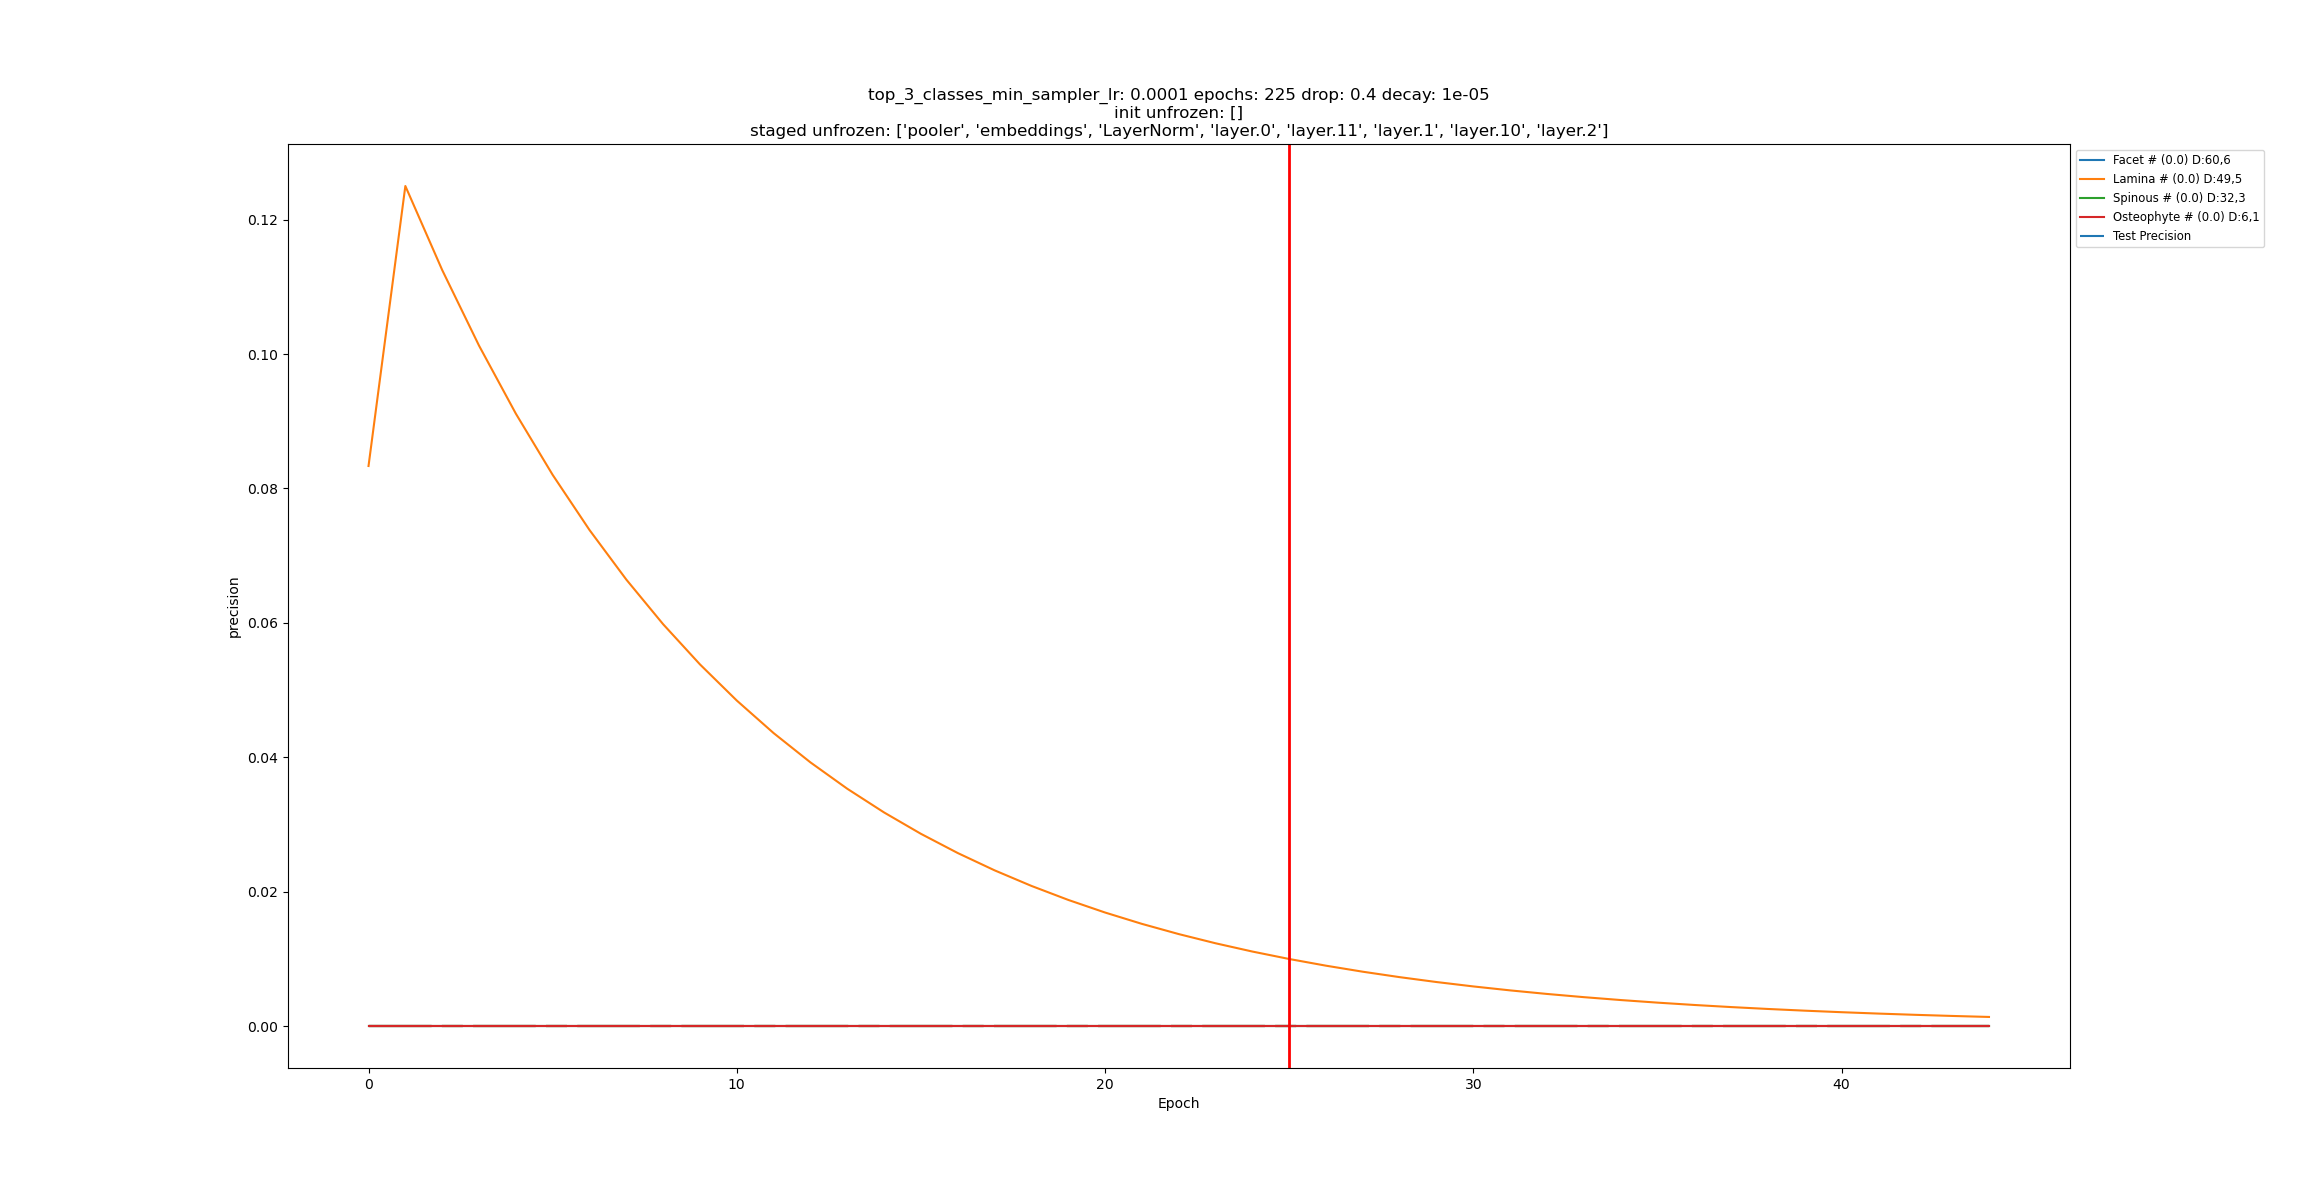 top_3_classes_min_sampler_lr: 0.0001 epochs: 225 drop: 0.4 decay: 1e-05
init unfrozen: []
staged unfrozen: ['pooler', 'embeddings', 'LayerNorm', 'layer.0', 'layer.11', 'layer.1', 'layer.10', 'layer.2']
Facet # (0.0) D:60,6
Lamina # (0.0) D:49,5
Spinous # (0.0) D:32,3
Osteophyte # (0.0) D:6,1
Test Precision
0.12
0.10
0.08
0.06
0.04
0.02
0.00
precision
0 10 20 30 40
Epoch